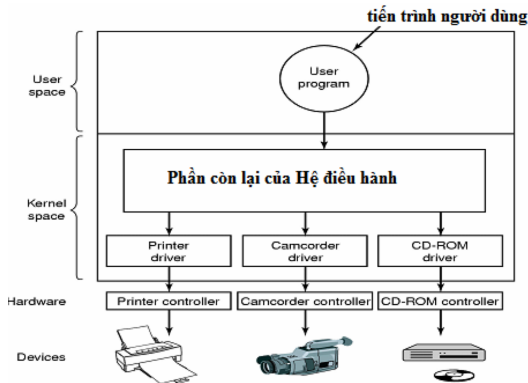 tiến trình người dùng
User
space
User
program
Kernel
space
Phần còn lại của Hệ điều hành
Printer
driver
Camcorder
driver
CD-ROM
driver
Hardware
Printer controller
Camcorder controller
CD-ROM controller
Devices